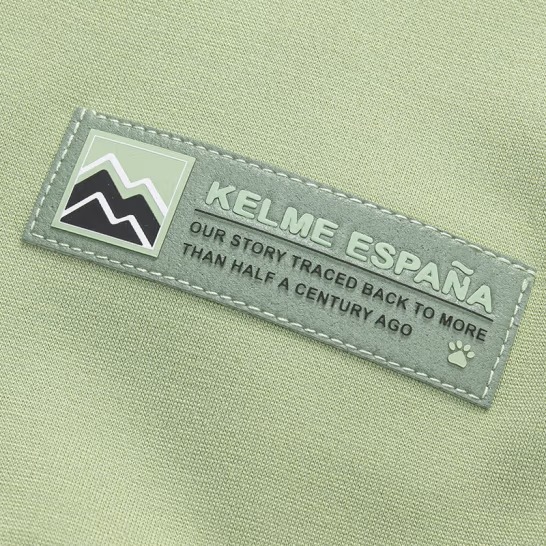 KELME ESPAÑA
OUR STORY TRACED BACK TO MORE
THAN HALF A CENTURY AGO